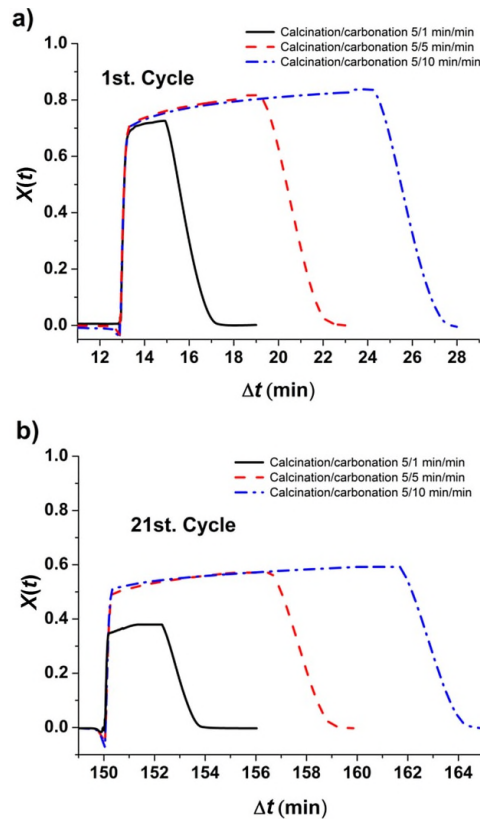 a)
1.0
0.8
0.6
0.4
0.2
0.0
X(t)
Calcination/carbonation 5/1 min/min
Calcination/carbonation 5/5 min/min
Calcination/carbonation 5/10 min/min
1st. Cycle
12 14 16 18 20 22 24 26 28
Δt (min)
b)
1.0
0.8
0.6
0.4
0.2
0.0
X(t)
Calcination/carbonation 5/1 min/min
Calcination/carbonation 5/5 min/min
Calcination/carbonation 5/10 min/min
21st. Cycle
150 152 154 156 158 160 162 164
Δt (min)